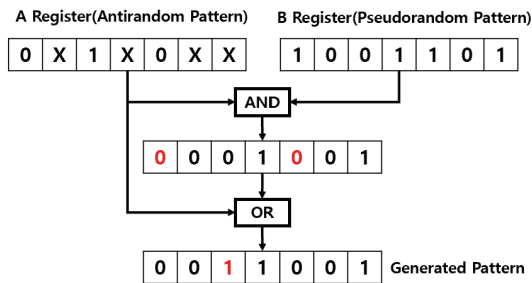 A Register(Antirandom Pattern) B Register(Pseudorandom Pattern)
0 X 1 X 0 X X 1 0 0 1 1 0 1
AND
0 0 0 1 0 0 1
OR
0 0 1 1 0 0 1 Generated Pattern